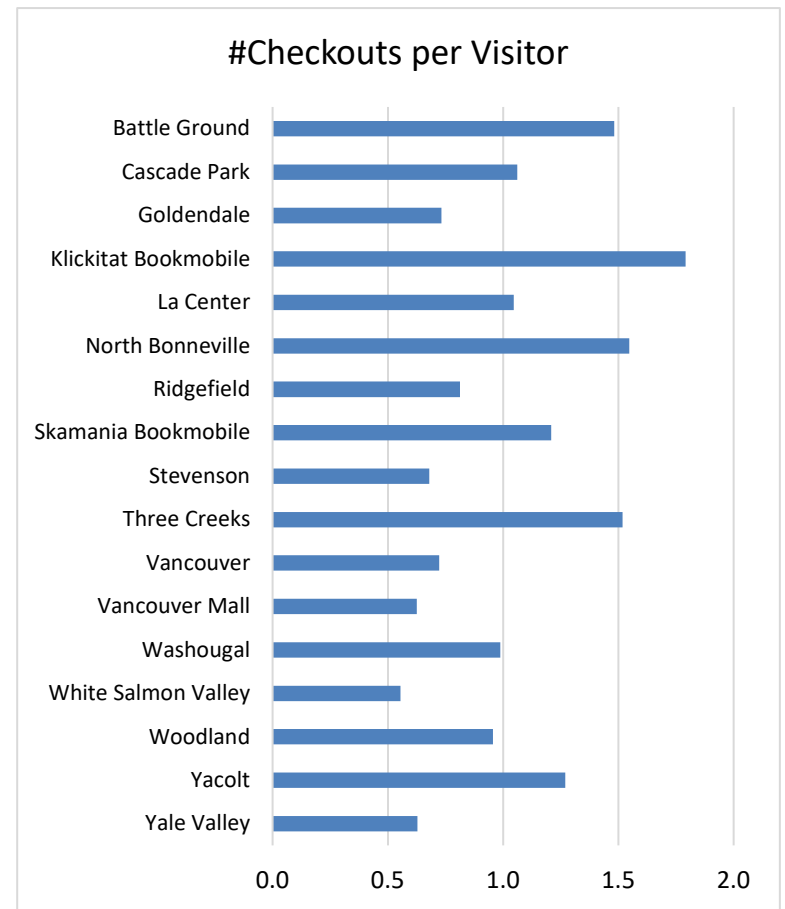 #Checkouts per Visitor
Battle Ground
Cascade Park
Goldendale
Klickitat Bookmobile
La Center
North Bonneville
Ridgefield
Skamania Bookmobile
Stevenson
Three Creeks
Vancouver
Vancouver Mall
Washougal
White Salmon Valley
Woodland
Yacolt
Yale Valley
0.0 0.5 1.0 1.5 2.0